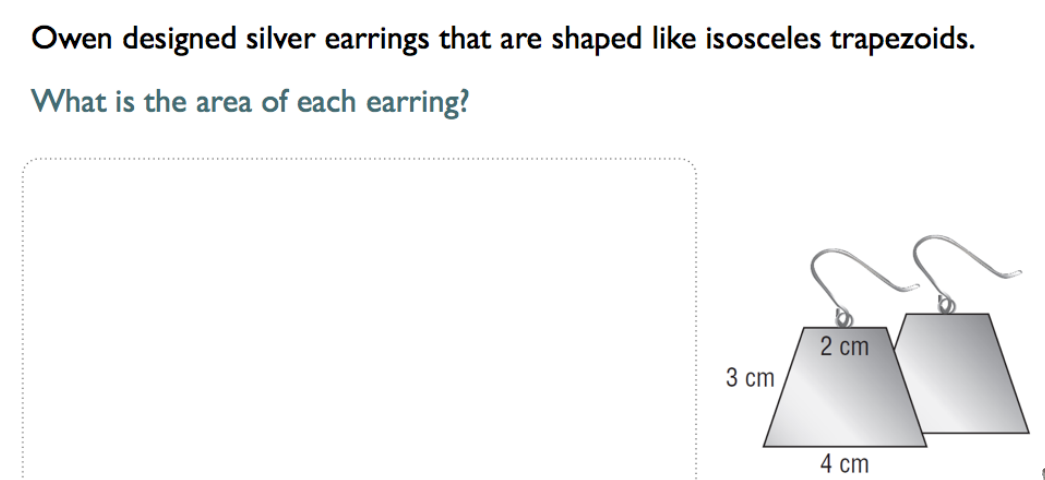 Owen designed silver earrings that are shaped like isosceles trapezoids.
What is the area of each earring?
2 cm
3 cm
4 cm